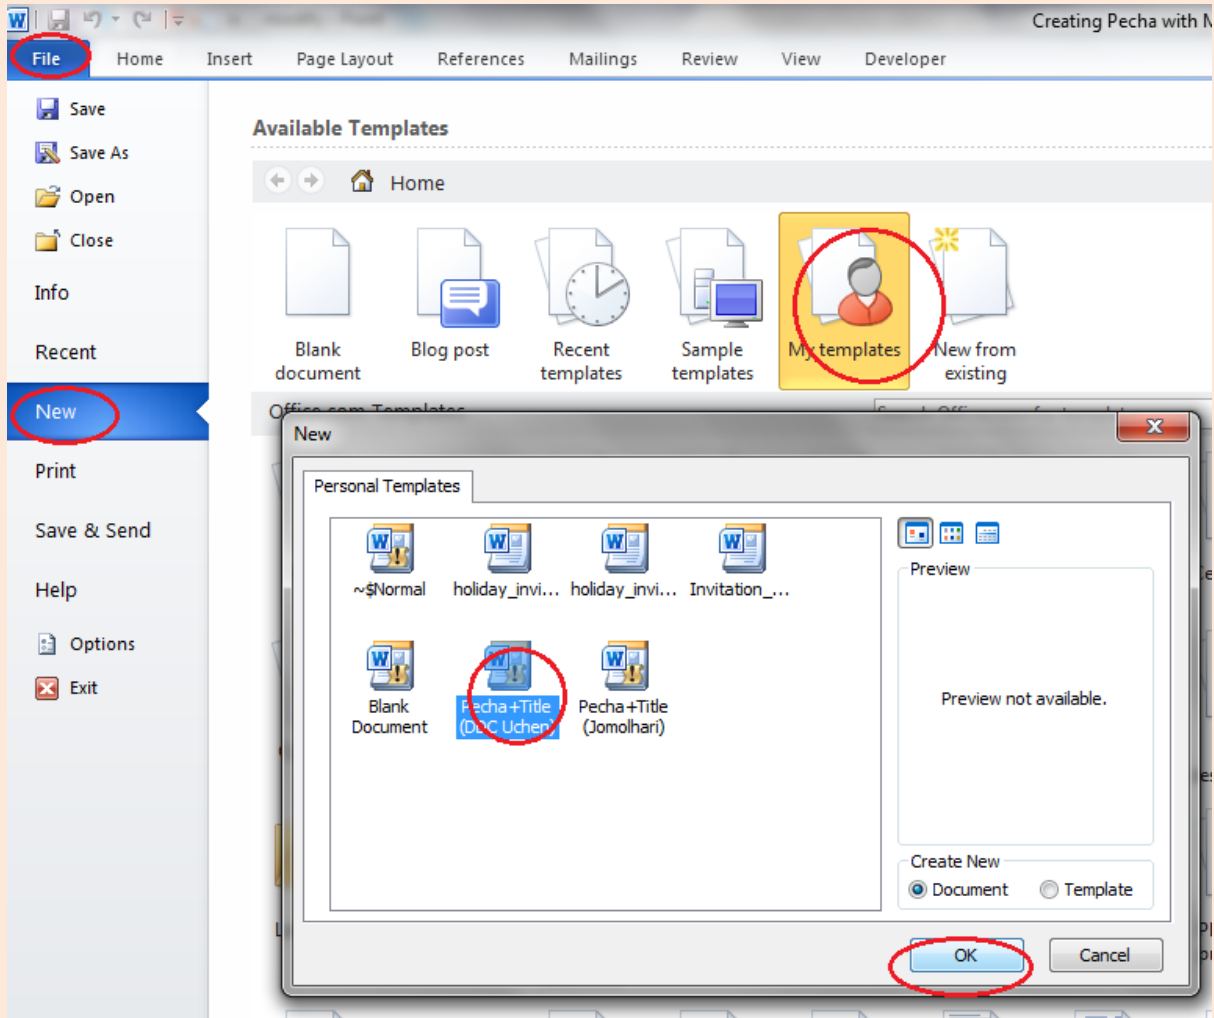 Creating Pecha with
File Home Insert Page Layout References Mailings Review View Developer
Save
Save As
Open
Close
Info
Recent
New
Print
Save & Send
Help
Options
Exit
Available Templates
Home
Blank document
Blog post
Recent templates
Sample templates
My templates
New from existing
Office.com Templates
New
Personal Templates
~$Normal
holiday_invi...
holiday_invi...
Invitation_...
Blank Document
Pecha+Title (DDC Uchen)
Pecha+Title (Jomolhari)
Preview
Preview not available.
Create New
Document Template
OK Cancel